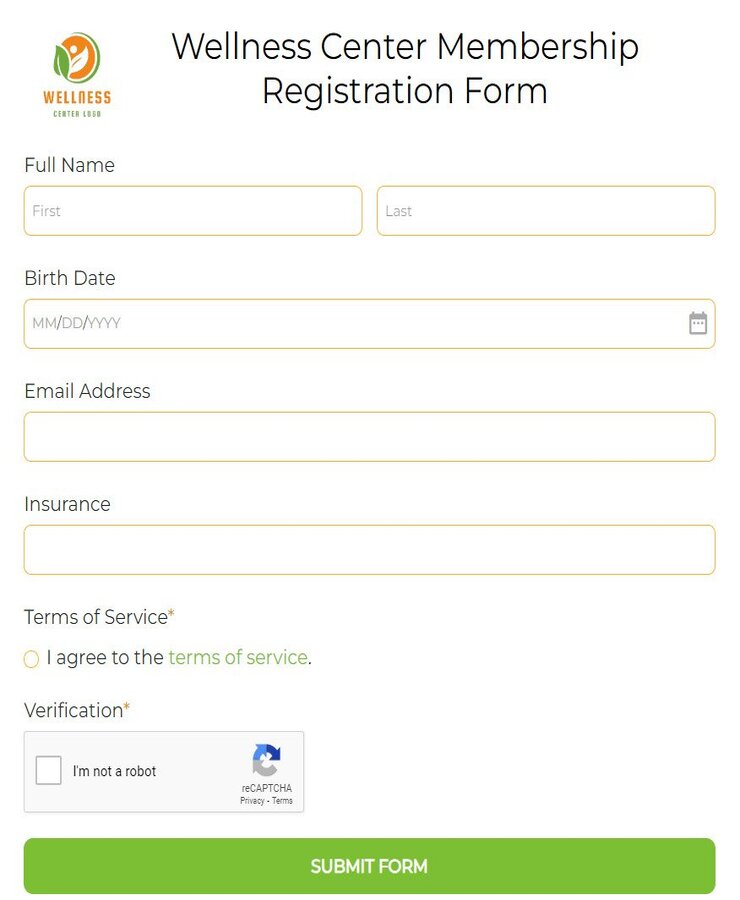 Wellness Center Membership
Registration Form
WELLNESS
CENTER LOGO
Full Name
First
Last
Birth Date
MM/DD/YYYY
Email Address
Insurance
Terms of Service*
I agree to the terms of service.
Verification*
I'm not a robot
reCAPTCHA
Privacy - Terms
SUBMIT FORM